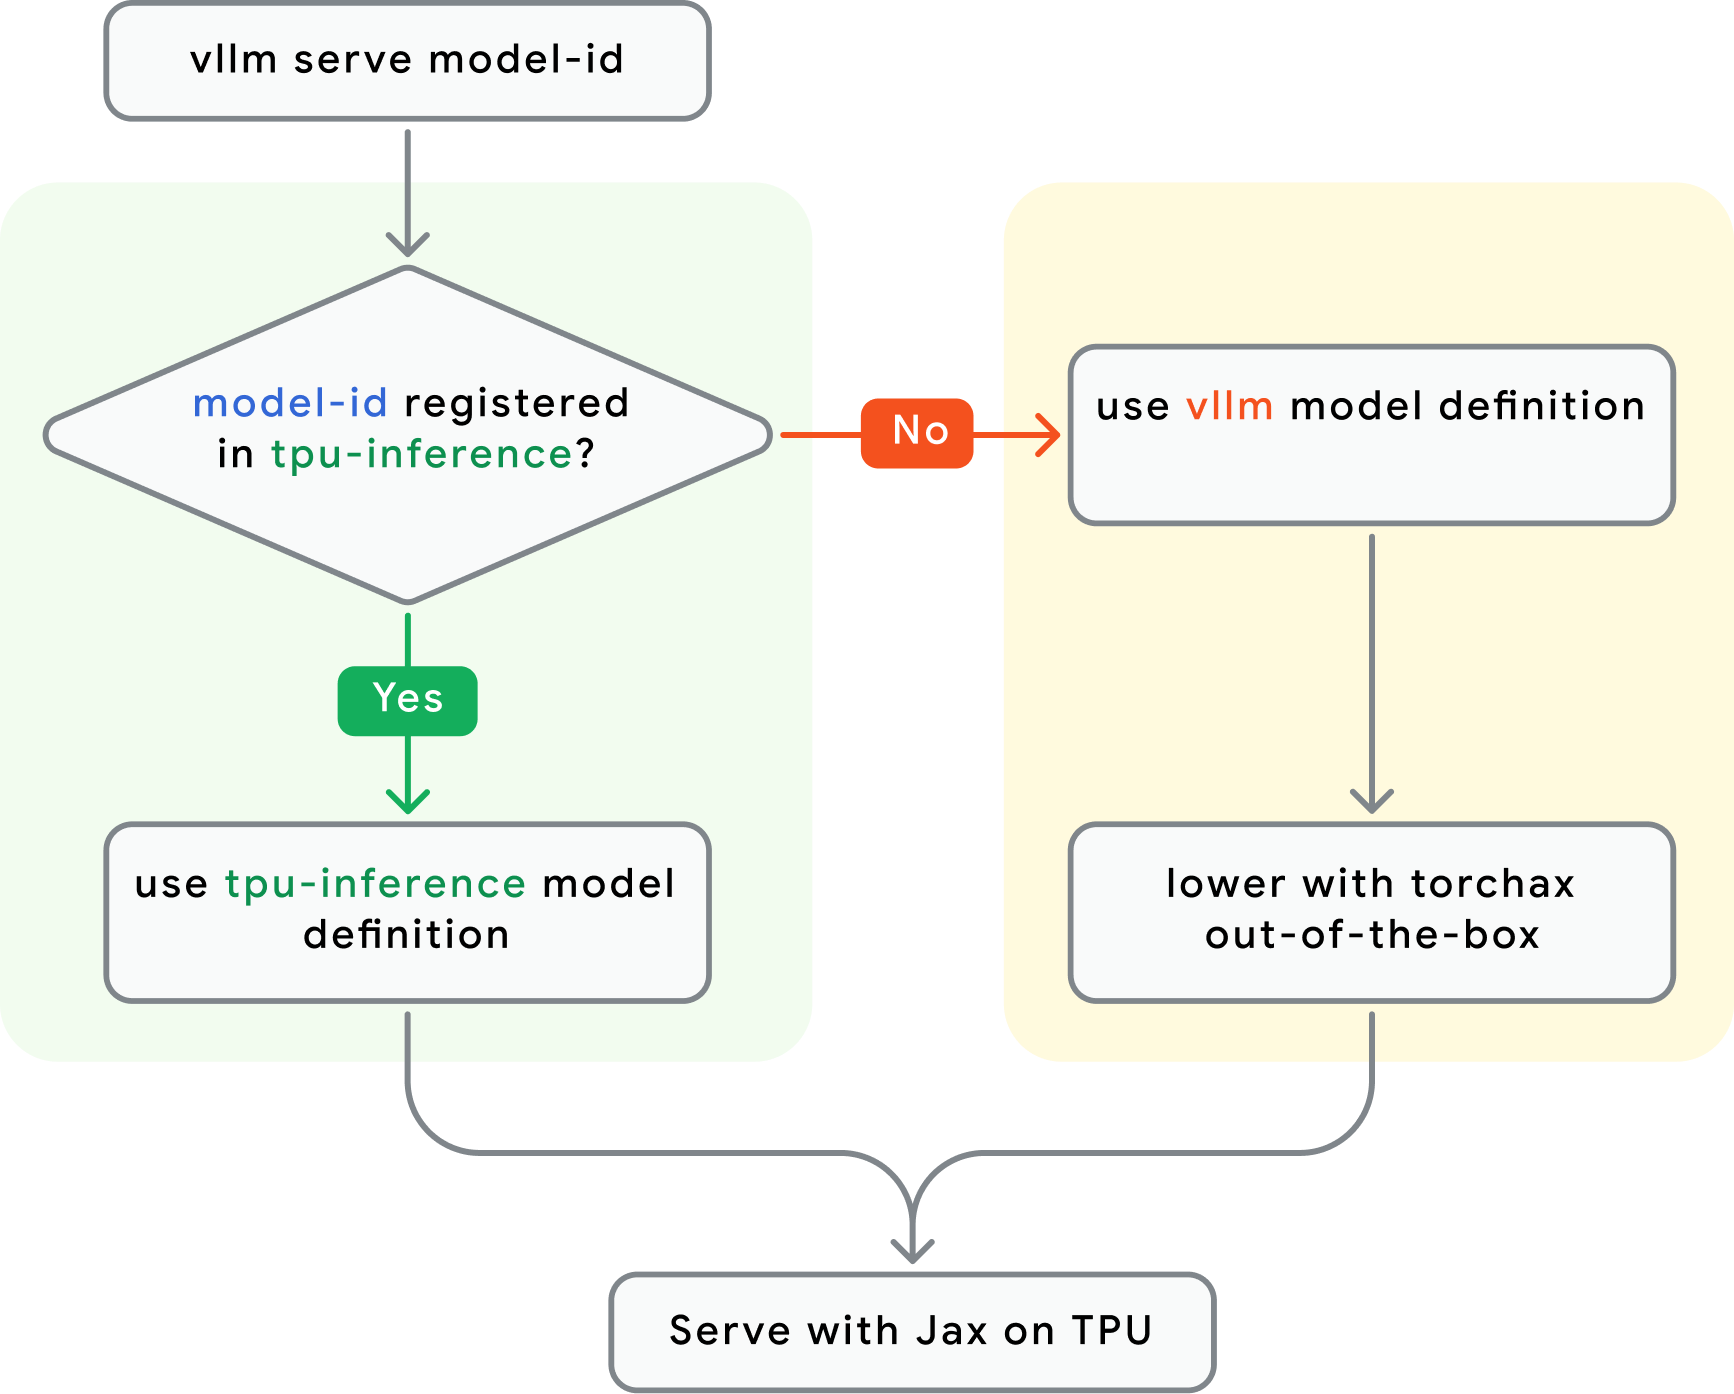 vllm serve model-id
model-id registered
in tpu-inference?
No
use vllm model definition
Yes
use tpu-inference model
definition
lower with torchax
out-of-the-box
Serve with Jax on TPU